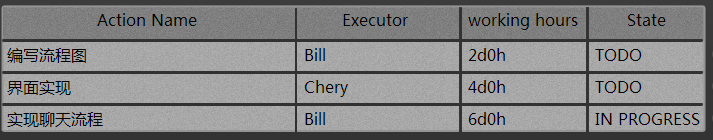 Action Name Executor working hours State
编写流程图 Bill 2d0h TODO
界面实现 Chery 4d0h TODO
实现聊天流程 Bill 6d0h IN PROGRESS